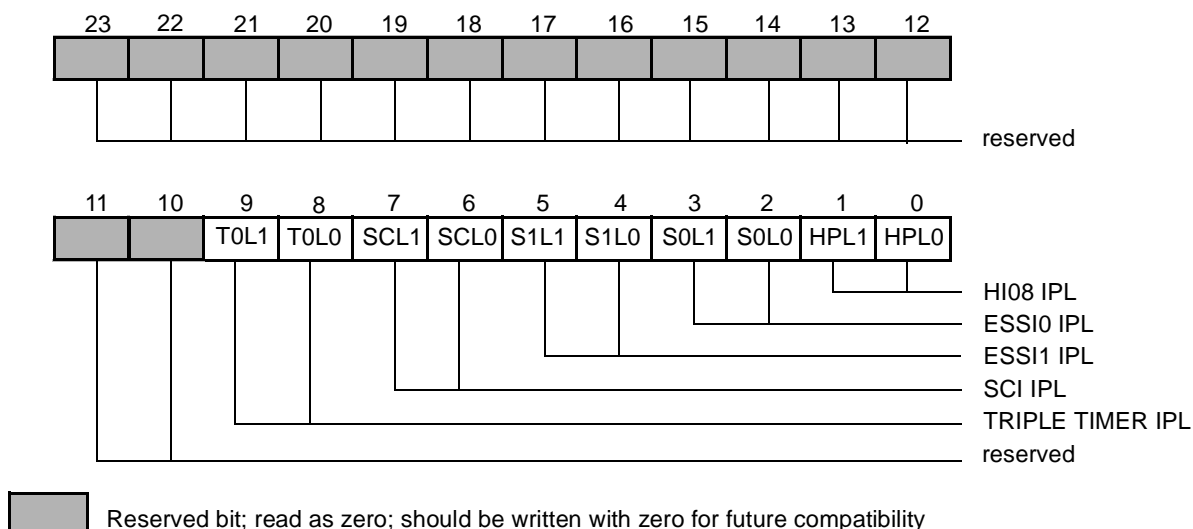 23 22 21 20 19 18 17 16 15 14 13 12
reserved
11 10 9 8 7 6 5 4 3 2 1 0
T0L1 T0L0 SCL1 SCL0 S1L1 S1L0 S0L1 S0L0 HPL1 HPL0
HI08 IPL
ESSI0 IPL
ESSI1 IPL
SCI IPL
TRIPLE TIMER IPL
reserved
Reserved bit; read as zero; should be written with zero for future compatibility